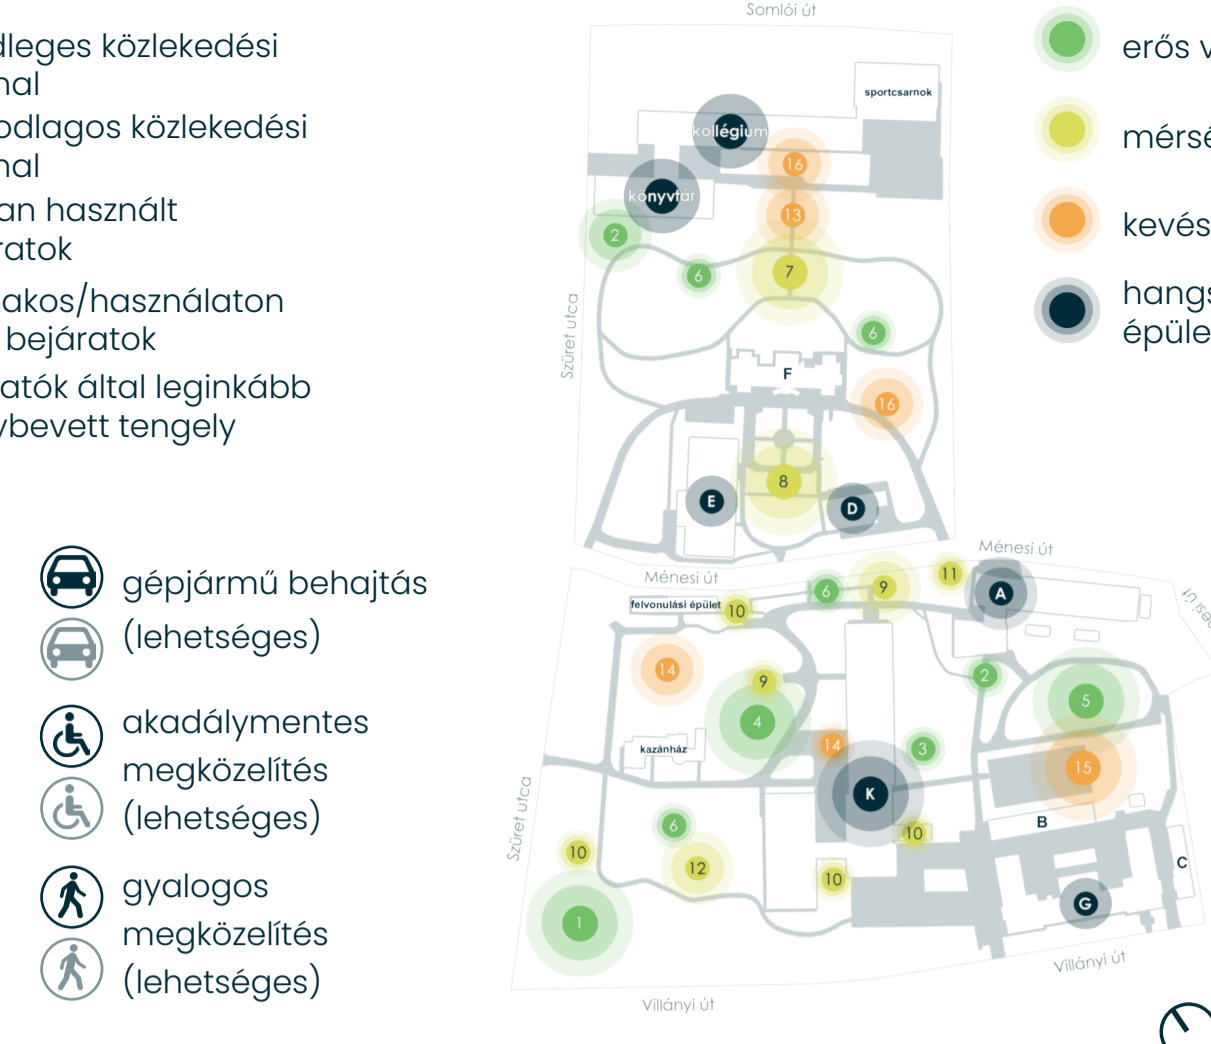 dleges közlekedési
nal
odlagos közlekedési
nal
an használt
ratok
akos/használaton
bejáratok
atók által leginkább
ybevett tengely
gépjármű behajtás
(lehetséges)
akadálymentes
megközelítés
(lehetséges)
gyalogos
megközelítés
(lehetséges)
Somlói út
sportcsarnok
kollégium
16
könyvtár
13
2
6
7
Szüret utca
6
F
16
8
E
D
Ménesi út
Ménesi út
felvonulási épület
10
6
9
11
A
14
9
2
5
4
kazánház
14
3
15
K
Szüret utca
6
10
B
10
12
10
C
1
G
Villányi út
Villányi út
erős v
mérsé
kevés
hangs
épüle